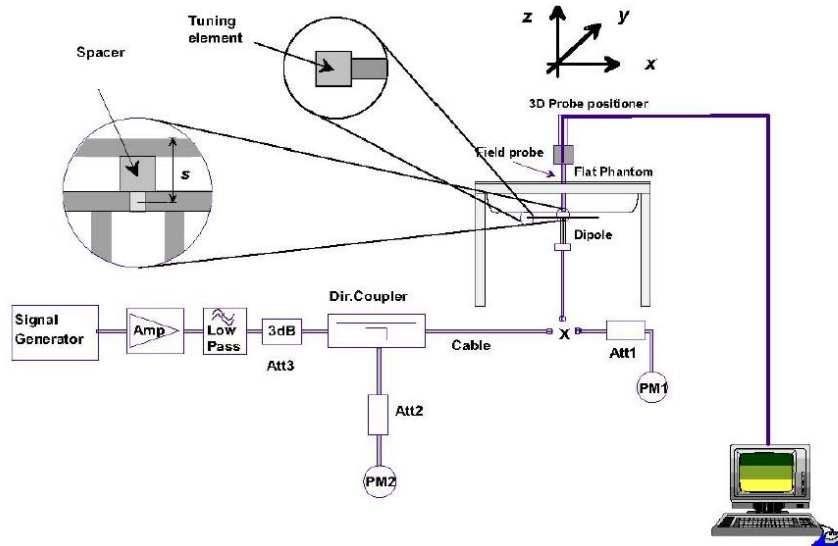 Tuning
element
Spacer
s
z
y
x
3D Probe positioner
Field probe
Flat Phantom
Dipole
Dir.Coupler
Signal
Generator
Amp
Low
Pass
3dB
Att3
Cable
X
Att1
PM1
Att2
PM2